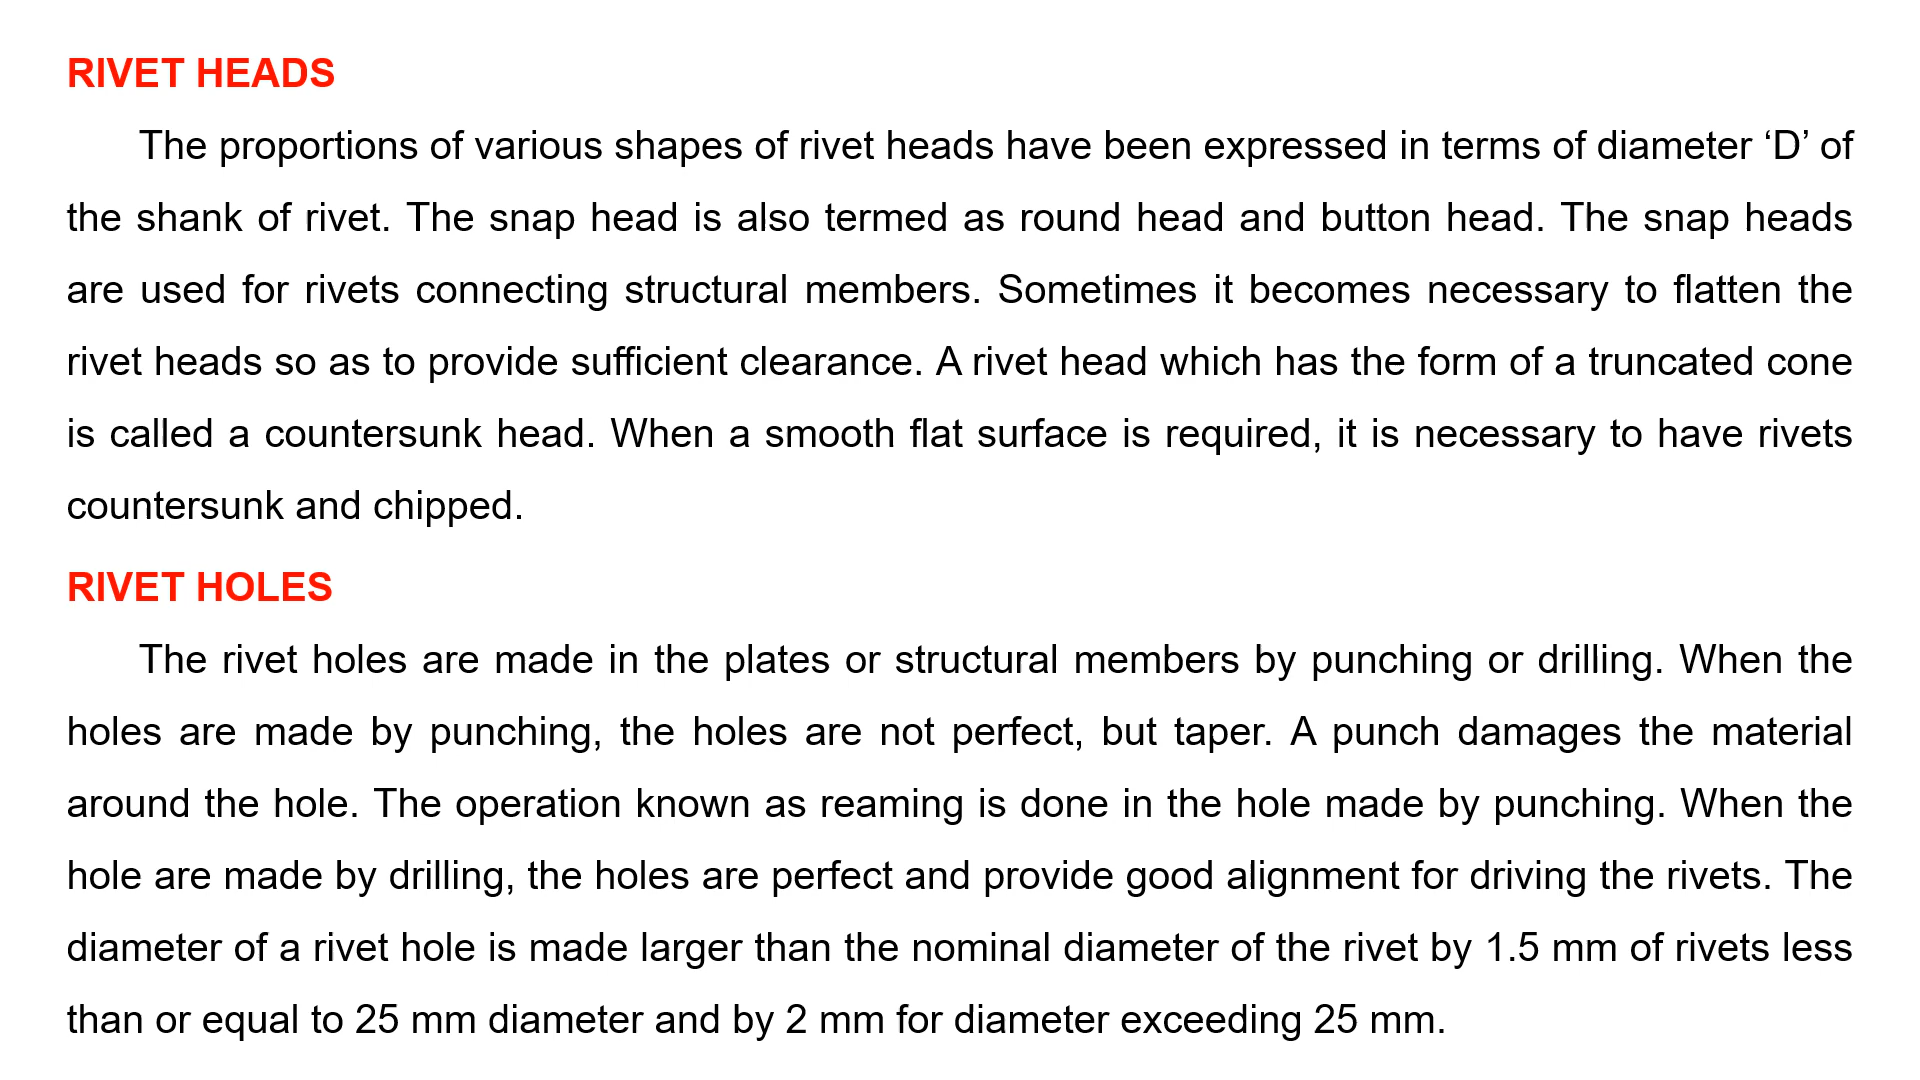 RIVET HEADS
The proportions of various shapes of rivet heads have been expressed in terms of diameter ‘D’ of
the shank of rivet. The snap head is also termed as round head and button head. The snap heads
are used for rivets connecting structural members. Sometimes it becomes necessary to flatten the
rivet heads so as to provide sufficient clearance. A rivet head which has the form of a truncated cone
is called a countersunk head. When a smooth flat surface is required, it is necessary to have rivets
countersunk and chipped.
RIVET HOLES
The rivet holes are made in the plates or structural members by punching or drilling. When the
holes are made by punching, the holes are not perfect, but taper. A punch damages the material
around the hole. The operation known as reaming is done in the hole made by punching. When the
hole are made by drilling, the holes are perfect and provide good alignment for driving the rivets. The
diameter of a rivet hole is made larger than the nominal diameter of the rivet by 1.5 mm of rivets less
than or equal to 25 mm diameter and by 2 mm for diameter exceeding 25 mm.